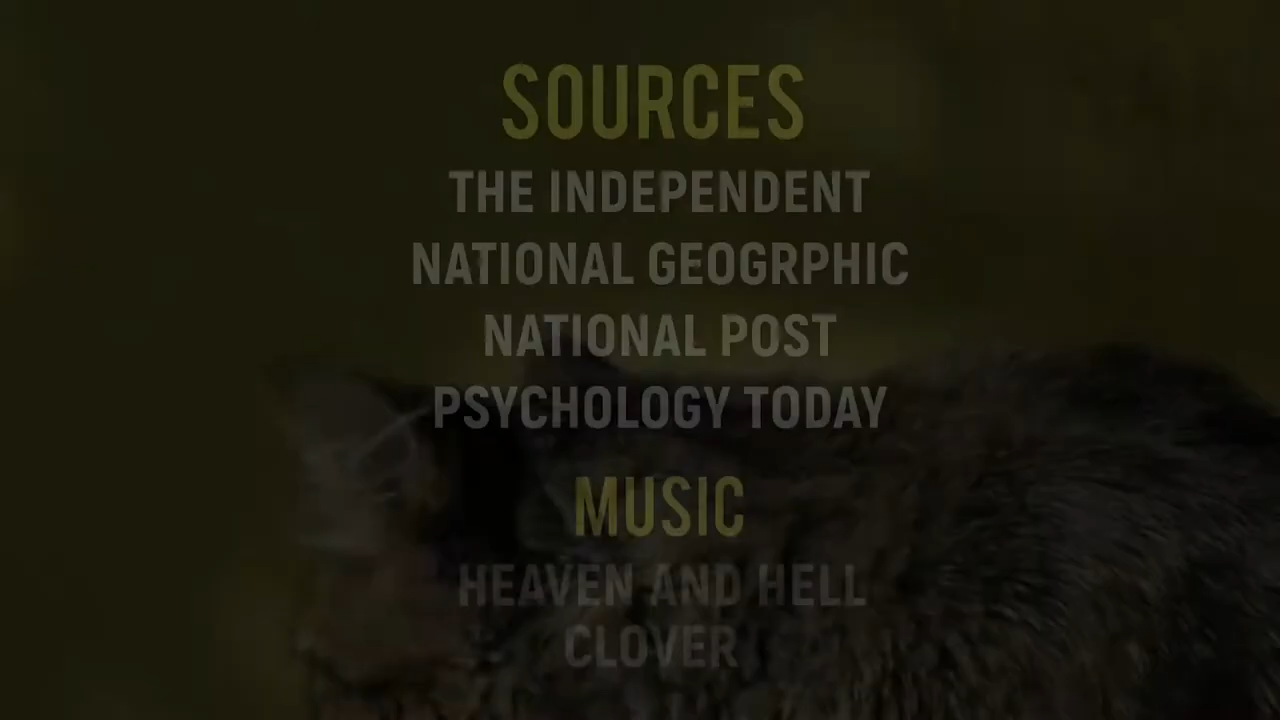 SOURCES
THE INDEPENDENT
NATIONAL GEOGRPHIC
NATIONAL POST
PSYCHOLOGY TODAY
MUSIC
HEAVEN AND HELL
CLOVER